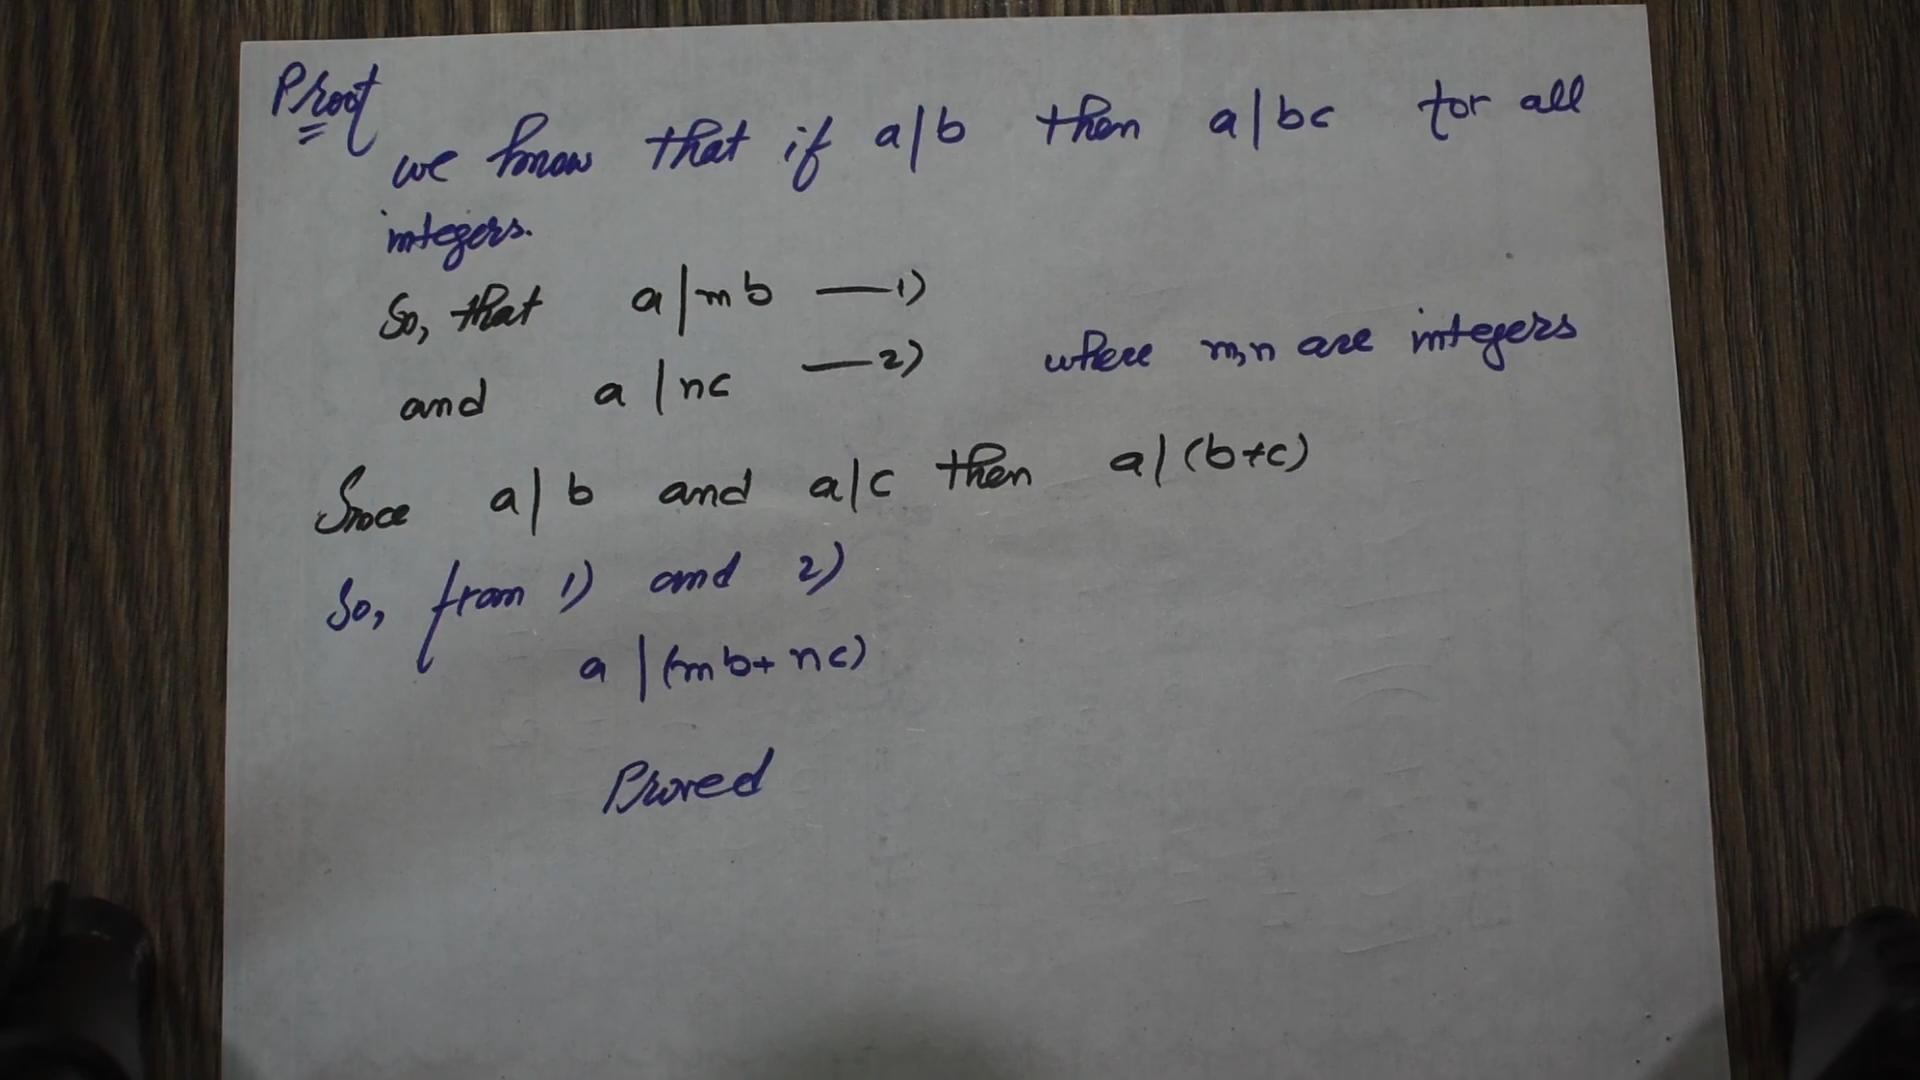 Proof
we know that if a|b then a|bc for all
integers.
So, that a|mb —1)
and a|nc —2) where m,n are integers
Since a|b and a|c then a|(b+c)
So, from 1) and 2)
a|(mb+nc)
Proved